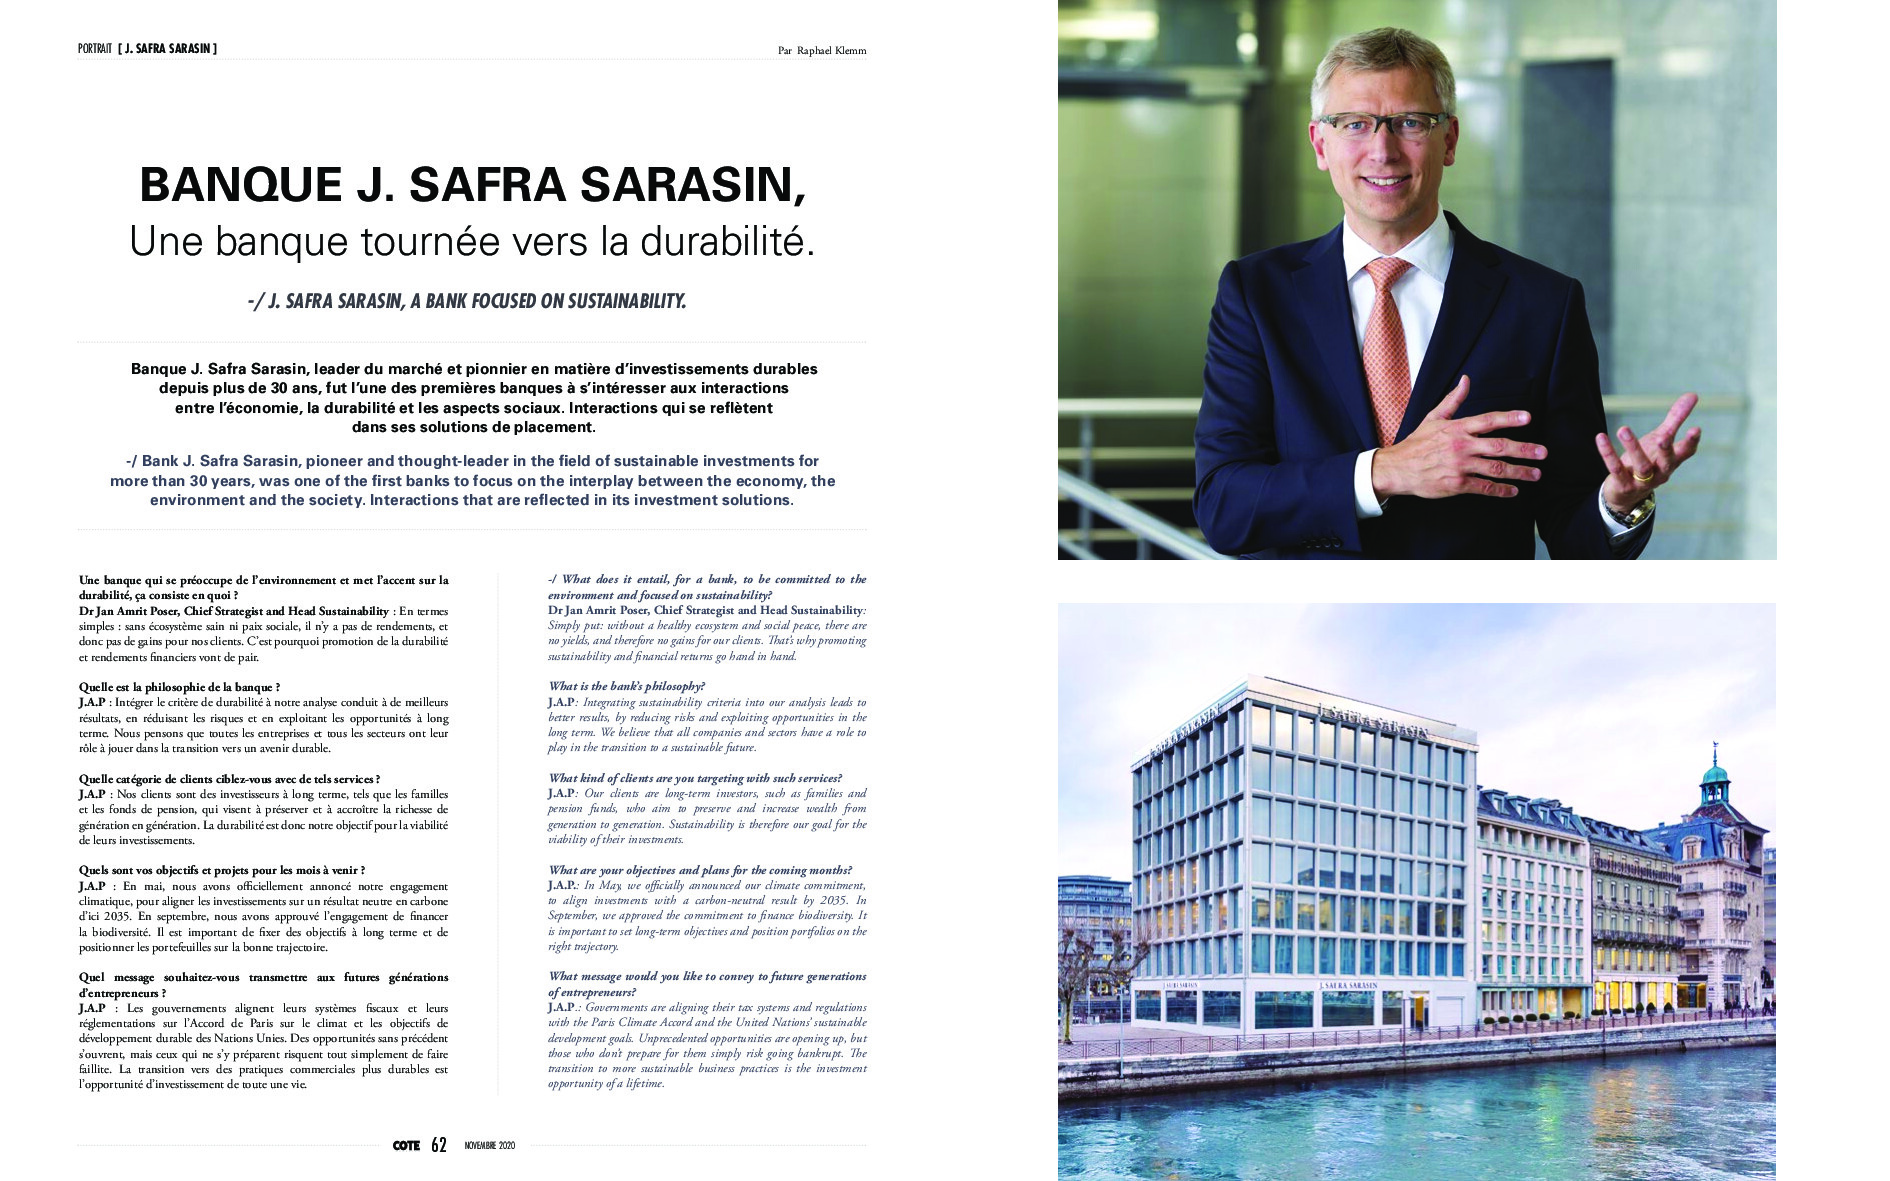 PORTRAIT [ J. SAFRA SARASIN ]
Par Raphael Klemm
BANQUE J. SAFRA SARASIN,
Une banque tournée vers la durabilité.
-/ J. SAFRA SARASIN, A BANK FOCUSED ON SUSTAINABILITY.
Banque J. Safra Sarasin, leader du marché et pionnier en matière d’investissements durables
depuis plus de 30 ans, fut l’une des premières banques à s’intéresser aux interactions
entre l’économie, la durabilité et les aspects sociaux. Interactions qui se reflètent
dans ses solutions de placement.
-/ Bank J. Safra Sarasin, pioneer and thought-leader in the field of sustainable investments for
more than 30 years, was one of the first banks to focus on the interplay between the economy, the
environment and the society. Interactions that are reflected in its investment solutions.
Une banque qui se préoccupe de l’environnement et met l’accent sur la
durabilité, ça consiste en quoi ?
Dr Jan Amrit Poser, Chief Strategist and Head Sustainability : En termes
simples : sans écosystème sain ni paix sociale, il n’y a pas de rendements, et
donc pas de gains pour nos clients. C’est pourquoi promotion de la durabilité
et rendements financiers vont de pair.
Quelle est la philosophie de la banque ?
J.A.P : Intégrer le critère de durabilité à notre analyse conduit à de meilleurs
résultats, en réduisant les risques et en exploitant les opportunités à long
terme. Nous pensons que toutes les entreprises et tous les secteurs ont leur
rôle à jouer dans la transition vers un avenir durable.
Quelle catégorie de clients ciblez-vous avec de tels services ?
J.A.P : Nos clients sont des investisseurs à long terme, tels que les familles
et les fonds de pension, qui visent à préserver et à accroître la richesse de
génération en génération. La durabilité est donc notre objectif pour la viabilité
de leurs investissements.
Quels sont vos objectifs et projets pour les mois à venir ?
J.A.P : En mai, nous avons officiellement annoncé notre engagement
climatique, pour aligner les investissements sur un résultat neutre en carbone
d’ici 2035. En septembre, nous avons approuvé l’engagement de financer
la biodiversité. Il est important de fixer des objectifs à long terme et de
positionner les portefeuilles sur la bonne trajectoire.
Quel message souhaitez-vous transmettre aux futures générations
d’entrepreneurs ?
J.A.P : Les gouvernements alignent leurs systèmes fiscaux et leurs
réglementations sur l’Accord de Paris sur le climat et les objectifs de
développement durable des Nations Unies. Des opportunités sans précédent
s’ouvrent, mais ceux qui ne s’y préparent risquent tout simplement de faire
faillite. La transition vers des pratiques commerciales plus durables est
l’opportunité d’investissement de toute une vie.
-/ What does it entail, for a bank, to be committed to the
environment and focused on sustainability?
Dr Jan Amrit Poser, Chief Strategist and Head Sustainability:
Simply put: without a healthy ecosystem and social peace, there are
no yields, and therefore no gains for our clients. That’s why promoting
sustainability and financial returns go hand in hand.
What is the bank’s philosophy?
J.A.P: Integrating sustainability criteria into our analysis leads to
better results, by reducing risks and exploiting opportunities in the
long term. We believe that all companies and sectors have a role to
play in the transition to a sustainable future.
What kind of clients are you targeting with such services?
J.A.P: Our clients are long-term investors, such as families and
pension funds, who aim to preserve and increase wealth from
generation to generation. Sustainability is therefore our goal for the
viability of their investments.
What are your objectives and plans for the coming months?
J.A.P.: In May, we officially announced our climate commitment,
to align investments with a carbon-neutral result by 2035. In
September, we approved the commitment to finance biodiversity. It
is important to set long-term objectives and position portfolios on the
right trajectory.
What message would you like to convey to future generations
of entrepreneurs?
J.A.P.: Governments are aligning their tax systems and regulations
with the Paris Climate Accord and the United Nations’ sustainable
development goals. Unprecedented opportunities are opening up, but
those who don’t prepare for them simply risk going bankrupt. The
transition to more sustainable business practices is the investment
opportunity of a lifetime.
COTE 62 NOVEMBRE 2020
J. SAFRA SARASIN
J. SAFRA SARASIN
J. SAFRA SARASIN
J. SAFRA SARASIN